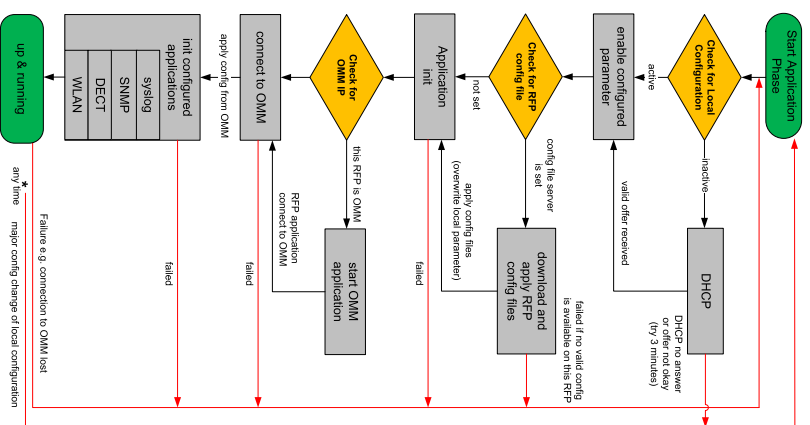 Start Application
Phase
Check for Local
Configuration
inactive
DHCP
DHCP no answer
or offer not okay
(try 3 minutes)
active
valid offer received
enable configured
parameter
Check for RFP
config file
config file server
is set
download and
apply RFP
config files
failed if no valid config
is available on this RFP
not set
apply config files
(overwrite local parameter)
Application
init
failed
Check for
OMM IP
this RFP is OMM
start OMM
application
RFP application
connect to OMM
connect to OMM
failed
apply config from OMM
init configured
applications
syslog
SNMP
DECT
WLAN
failed
up & running
Failure e.g. connection to OMM lost
*
any time
major config change of local configuration